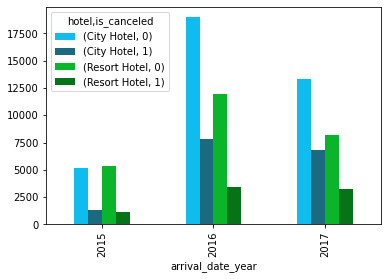 hotel,is_canceled
(City Hotel, 0)
(City Hotel, 1)
(Resort Hotel, 0)
(Resort Hotel, 1)
17500
15000
12500
10000
7500
5000
2500
0
2015
2016
2017
arrival_date_year